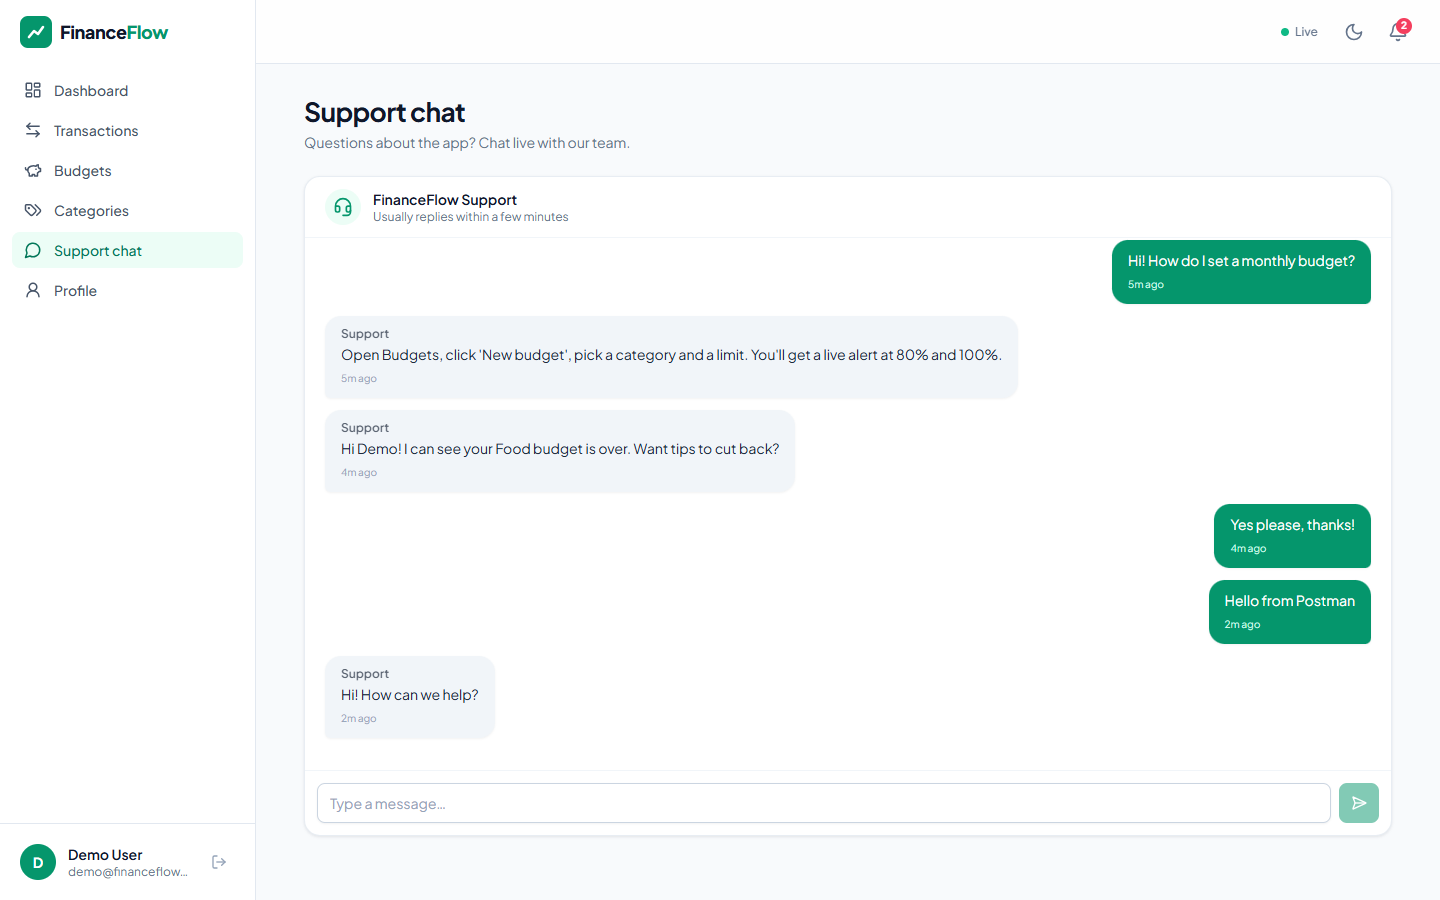 FinanceFlow
Live
2
Dashboard
Transactions
Budgets
Categories
Support chat
Profile
Support chat
Questions about the app? Chat live with our team.
FinanceFlow Support
Usually replies within a few minutes
Hi! How do I set a monthly budget?
5m ago
Support
Open Budgets, click 'New budget', pick a category and a limit. You'll get a live alert at 80% and 100%.
5m ago
Support
Hi Demo! I can see your Food budget is over. Want tips to cut back?
4m ago
Yes please, thanks!
4m ago
Hello from Postman
2m ago
Support
Hi! How can we help?
2m ago
Type a message...
D
Demo User
demo@financeflow...